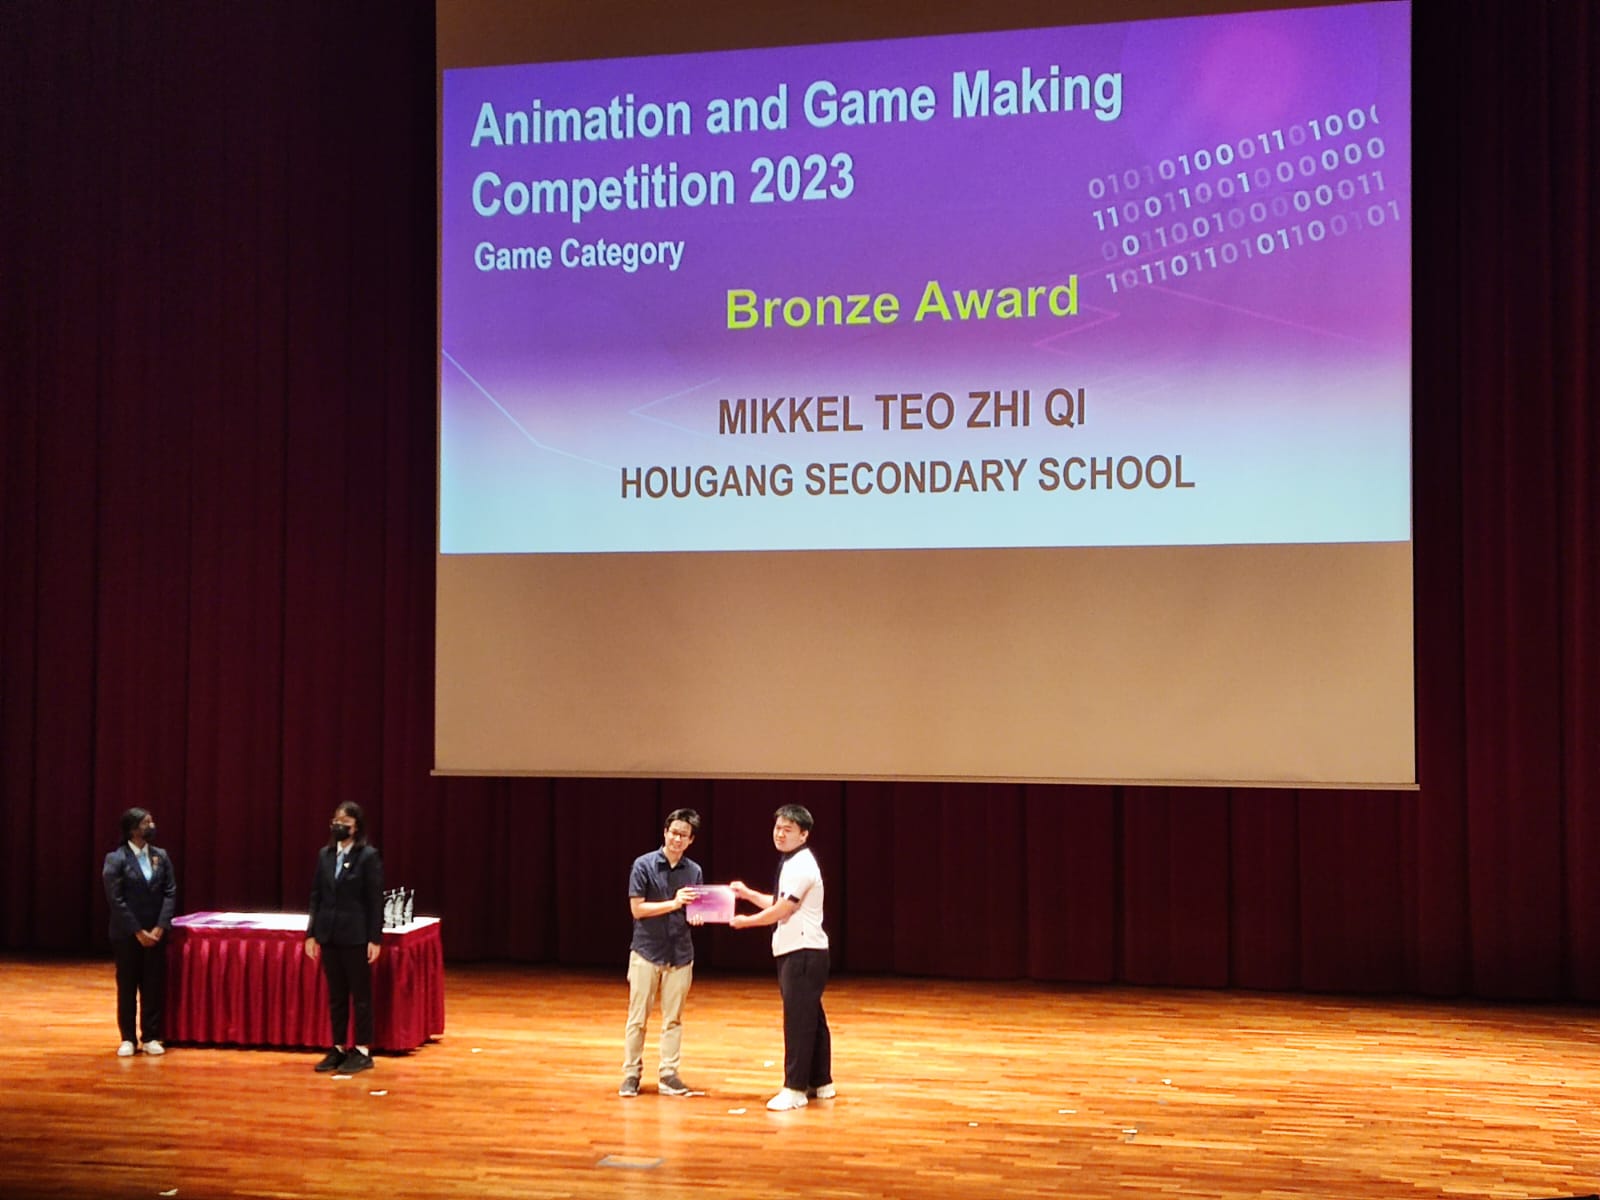 Animation and Game Making
Competition 2023
Game Category
Bronze Award
MIKKEL TEO ZHI QI
HOUGANG SECONDARY SCHOOL